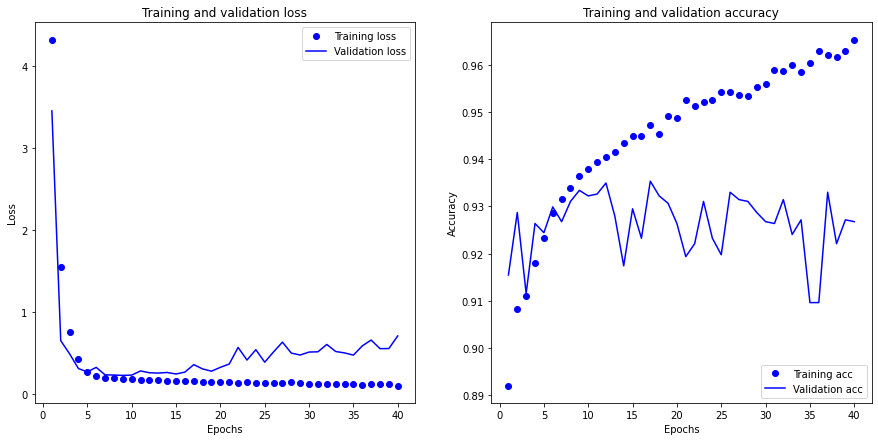 Training and validation loss
Training loss
Validation loss
4
3
2
1
0
Loss
0 5 10 15 20 25 30 35 40
Epochs
Training and validation accuracy
0.96
0.95
0.94
0.93
0.92
0.91
0.90
0.89
Accuracy
Training acc
Validation acc
0 5 10 15 20 25 30 35 40
Epochs